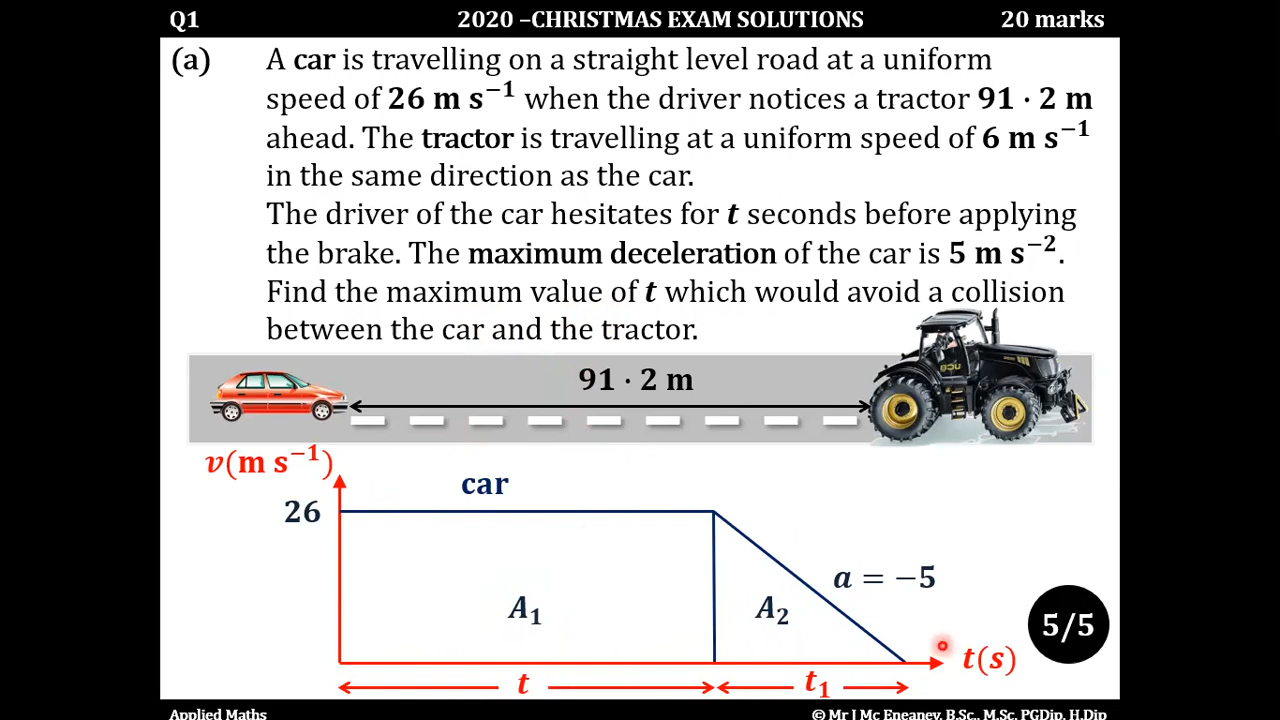 Q1 2020 –CHRISTMAS EXAM SOLUTIONS 20 marks
(a) A car is travelling on a straight level road at a uniform
speed of 26 m s⁻¹ when the driver notices a tractor 91 · 2 m
ahead. The tractor is travelling at a uniform speed of 6 m s⁻¹
in the same direction as the car.
The driver of the car hesitates for t seconds before applying
the brake. The maximum deceleration of the car is 5 m s⁻².
Find the maximum value of t which would avoid a collision
between the car and the tractor.
91 · 2 m
v(m s⁻¹)
car
26
a = −5
A₁ A₂
5/5
t(s)
t t₁
Applied Maths © Mr J Mc Eneaney, B.Sc., M.Sc, PGDip, H.Dip